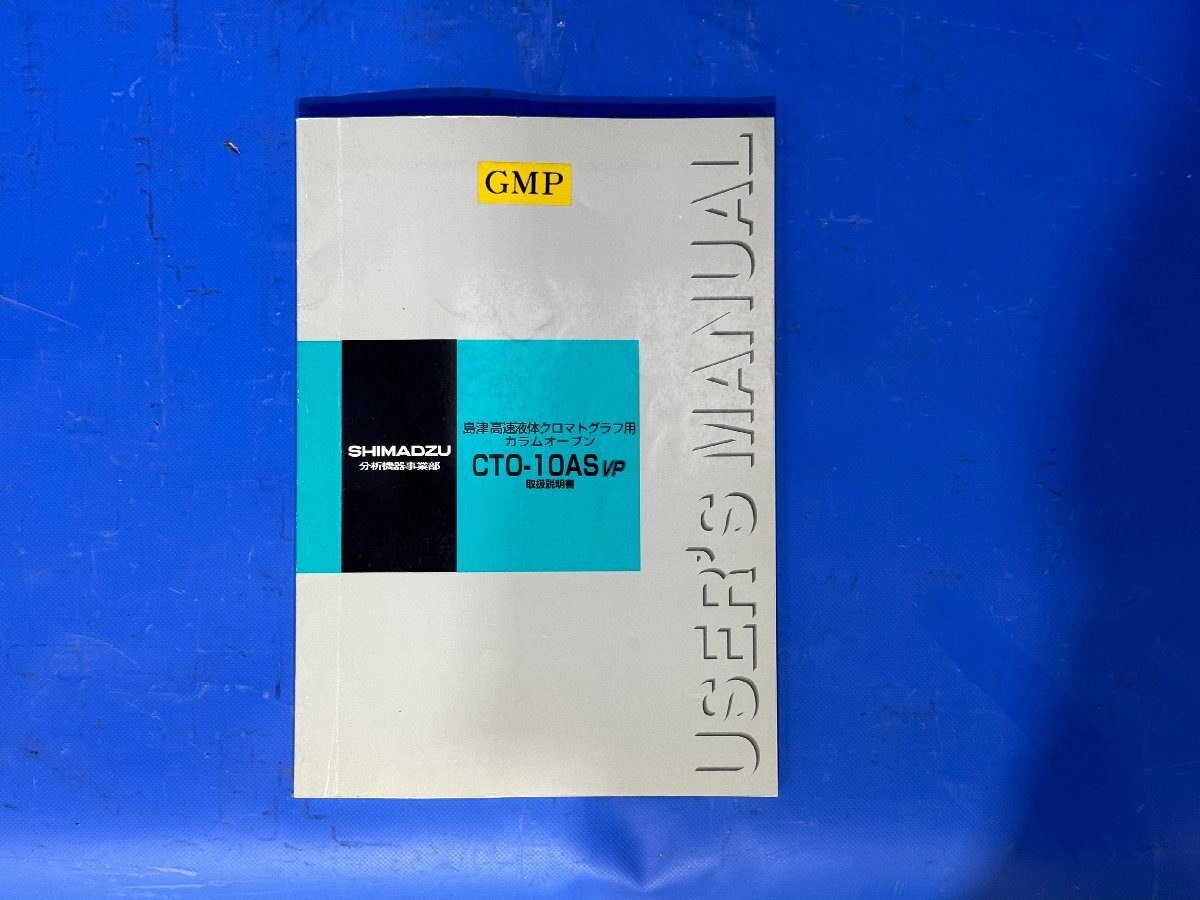 GMP
SHIMADZU
分析機器事業部
島津高速液体クロマトグラフ用
カラムオーブン
CTO-10AS VP
取扱説明書
USER'S MANUAL